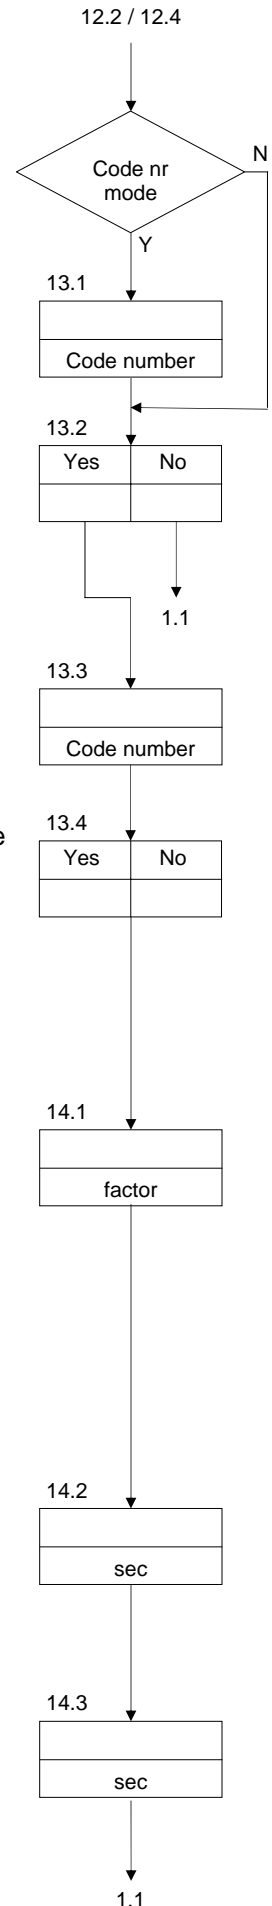 12.2 / 12.4
Code nr
mode
N
Y
13.1
Code number
13.2
Yes No
1.1
13.3
Code number
13.4
e
Yes No
14.1
factor
14.2
sec
14.3
sec
1.1